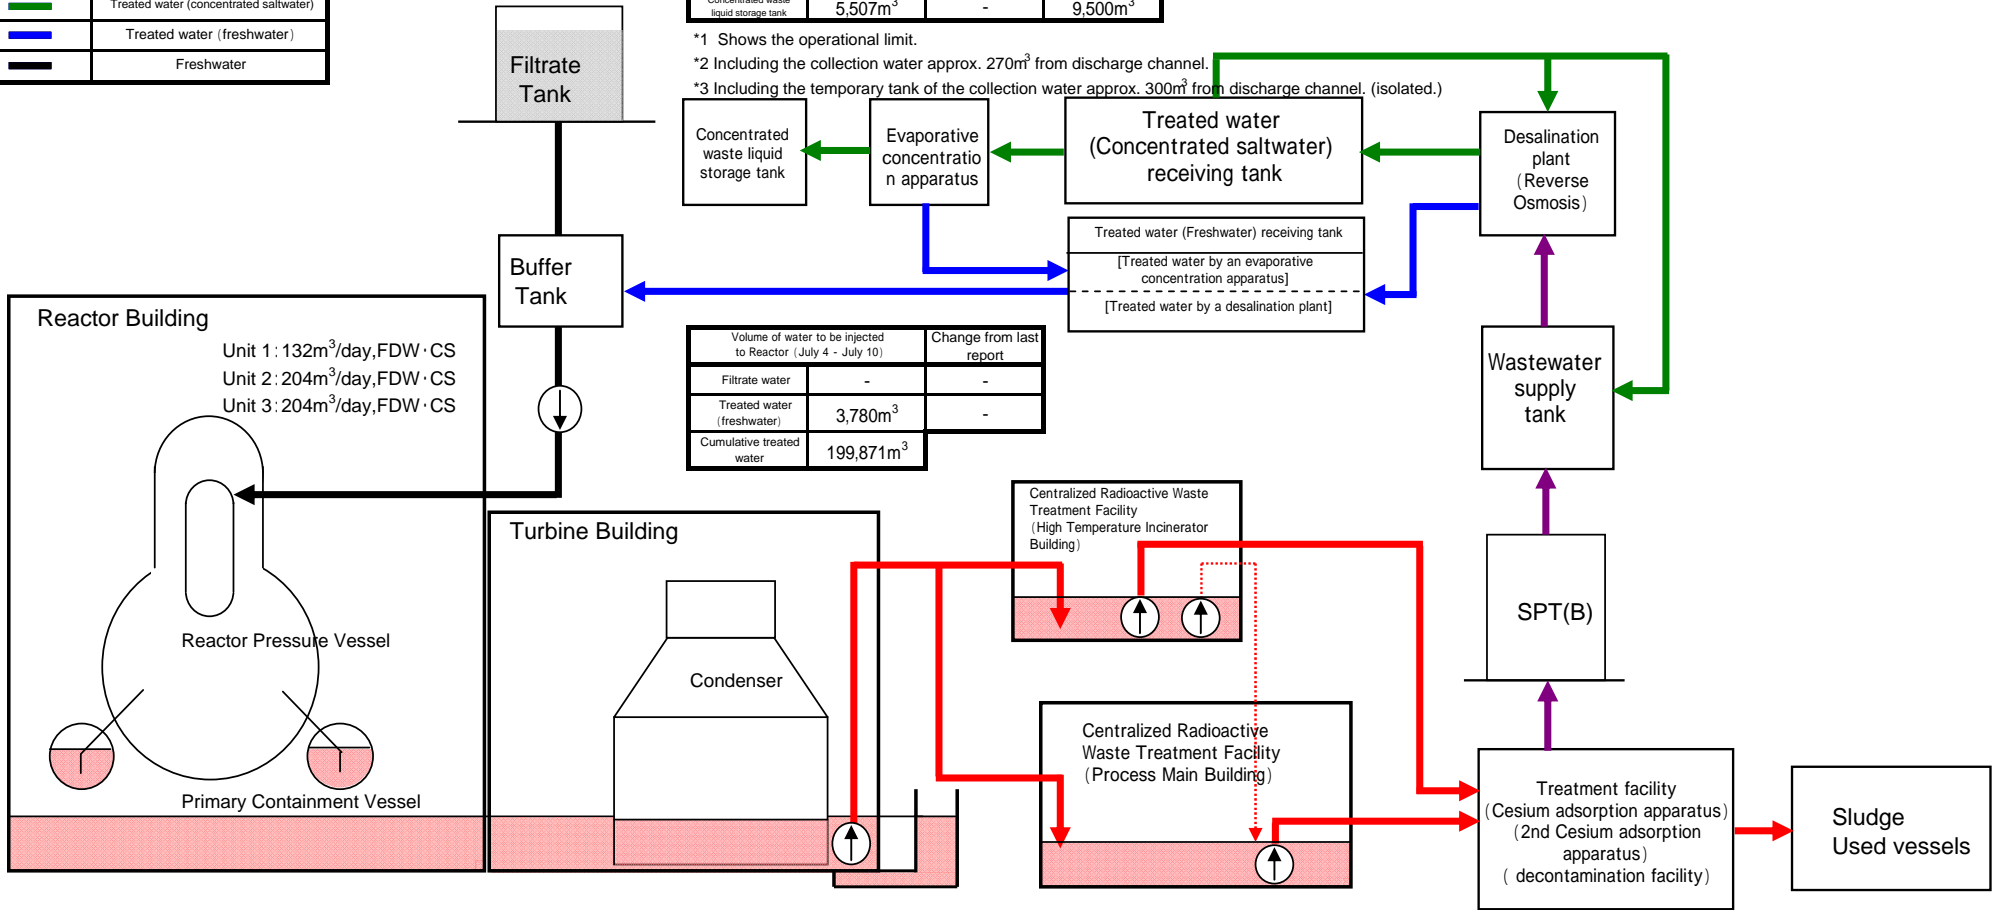 Treated water (concentrated saltwater)
Treated water (freshwater)
Freshwater
Concentrated waste
liquid storage tank
5,507m3
-
9,500m3
*1 Shows the operational limit.
*2 Including the collection water approx. 270m3 from discharge channel.
*3 Including the temporary tank of the collection water approx. 300m3 from discharge channel. (isolated.)
Filtrate
Tank
Concentrated
waste liquid
storage tank
Evaporative
concentratio
n apparatus
Treated water
(Concentrated saltwater)
receiving tank
Desalination
plant
(Reverse
Osmosis)
Treated water (Freshwater) receiving tank
[Treated water by an evaporative
concentration apparatus]
[Treated water by a desalination plant]
Buffer
Tank
Reactor Building
Unit 1:132m3/day,FDW・CS
Unit 2:204m3/day,FDW・CS
Unit 3:204m3/day,FDW・CS
Volume of water to be injected
to Reactor (July 4 - July 10)
Change from last
report
Filtrate water
-
-
Treated water
(freshwater)
3,780m3
-
Cumulative treated
water
199,871m3
Wastewater
supply
tank
Centralized Radioactive Waste
Treatment Facility
(High Temperature Incinerator
Building)
Turbine Building
SPT(B)
Reactor Pressure Vessel
Condenser
Centralized Radioactive
Waste Treatment Facility
(Process Main Building)
Primary Containment Vessel
Treatment facility
(Cesium adsorption apparatus)
(2nd Cesium adsorption
apparatus)
( decontamination facility)
Sludge
Used vessels